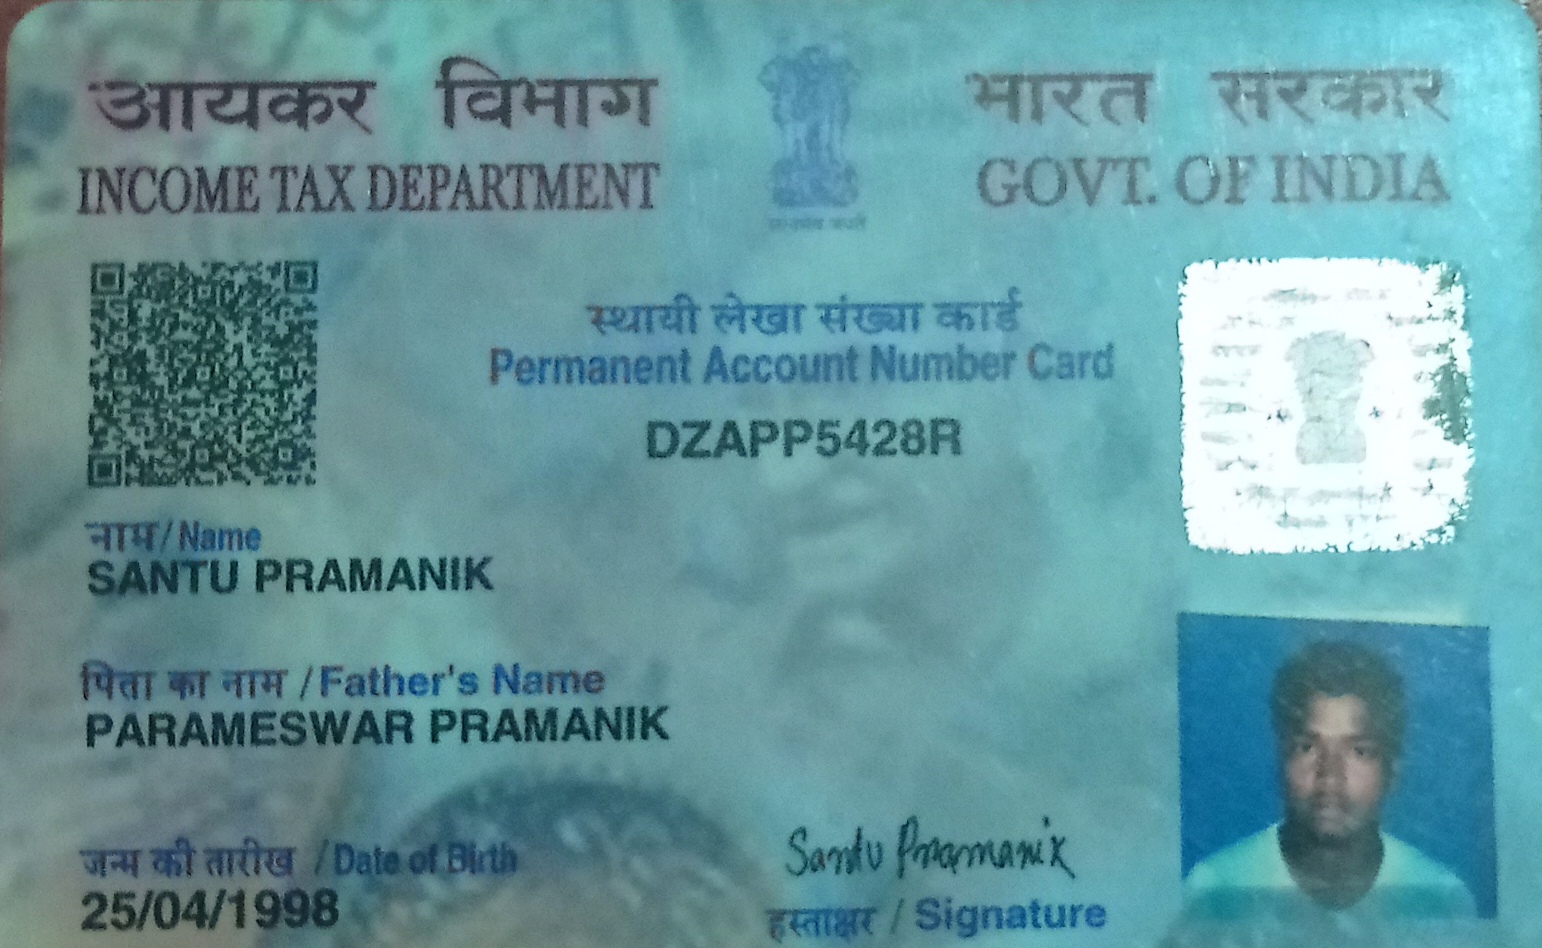 आयकर विभाग
INCOME TAX DEPARTMENT
भारत सरकार
GOVT. OF INDIA
स्थायी लेखा संख्या कार्ड
Permanent Account Number Card
DZAPP5428R
नाम / Name
SANTU PRAMANIK
पिता का नाम / Father's Name
PARAMESWAR PRAMANIK
जन्म की तारीख / Date of Birth
25/04/1998
Santu Pramanik
हस्ताक्षर / Signature